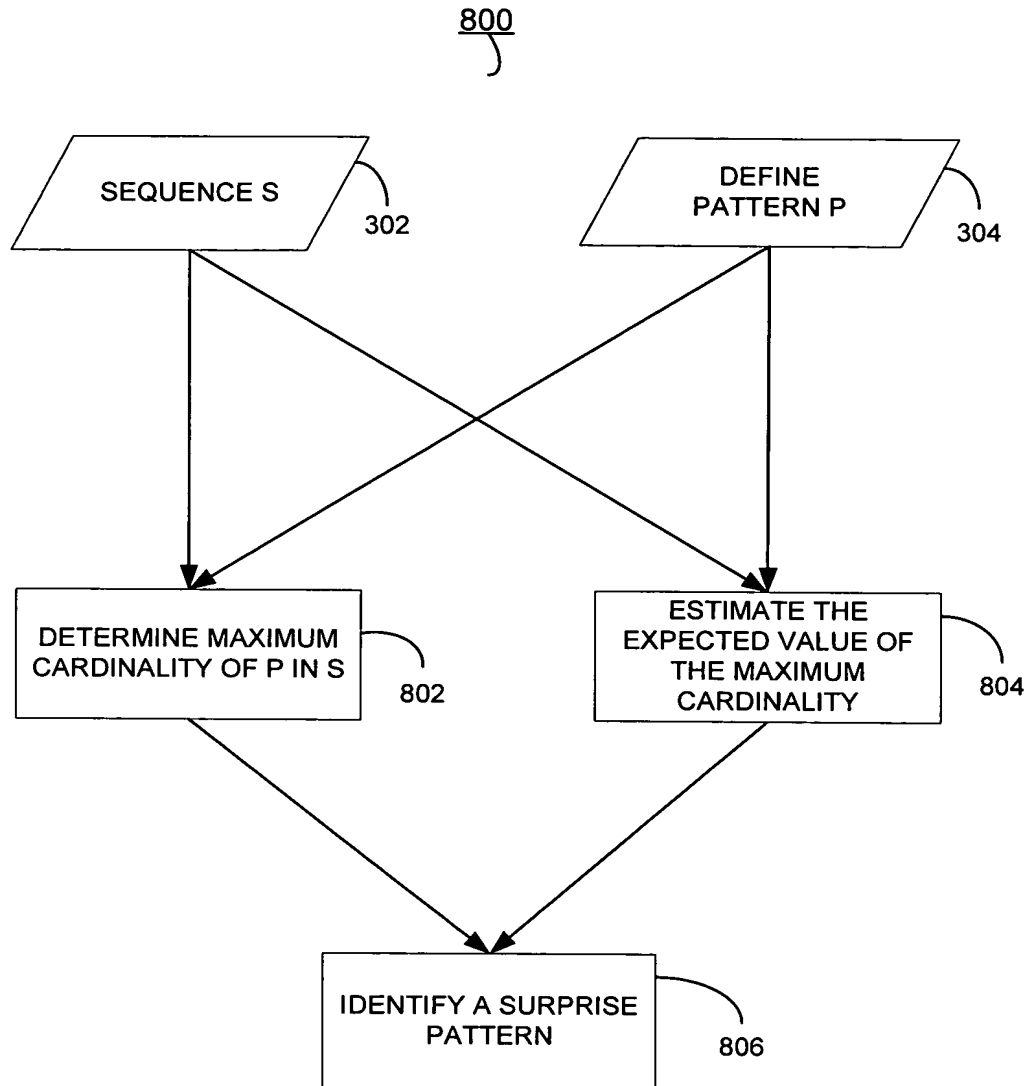 800
SEQUENCE S
302
DEFINE
PATTERN P
304
DETERMINE MAXIMUM
CARDINALITY OF P IN S
802
ESTIMATE THE
EXPECTED VALUE OF
THE MAXIMUM
CARDINALITY
804
IDENTIFY A SURPRISE
PATTERN
806